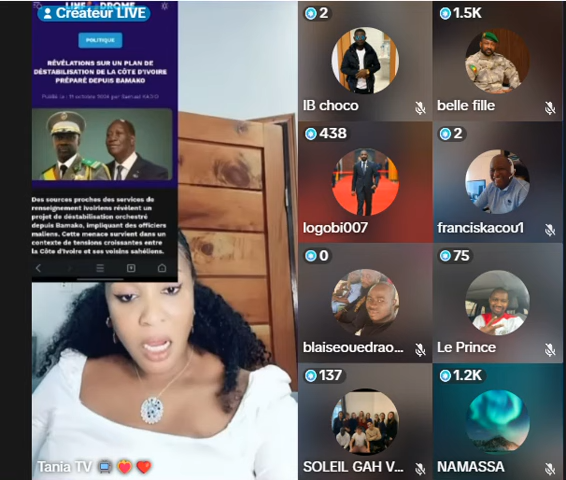 Créateur LIVE
POLITIQUE
RÉVÉLATIONS SUR UN PLAN DE
DÉSTABILISATION DE LA CÔTE D'IVOIRE
PRÉPARÉ DEPUIS BAMAKO
Des sources proches des services de
renseignement ivoiriens révèlent un
projet de déstabilisation orchestré
depuis Bamako, impliquant des officiers
maliens. Cette menace survient dans un
contexte de tensions croissantes entre
la Côte d'Ivoire et ses voisins sahéliens.
Tania TV
2
IB choco
1.5K
belle fille
438
logobi007
2
franciskacou1
0
blaiseouedrao...
75
Le Prince
137
SOLEIL GAH V...
1.2K
NAMASSA